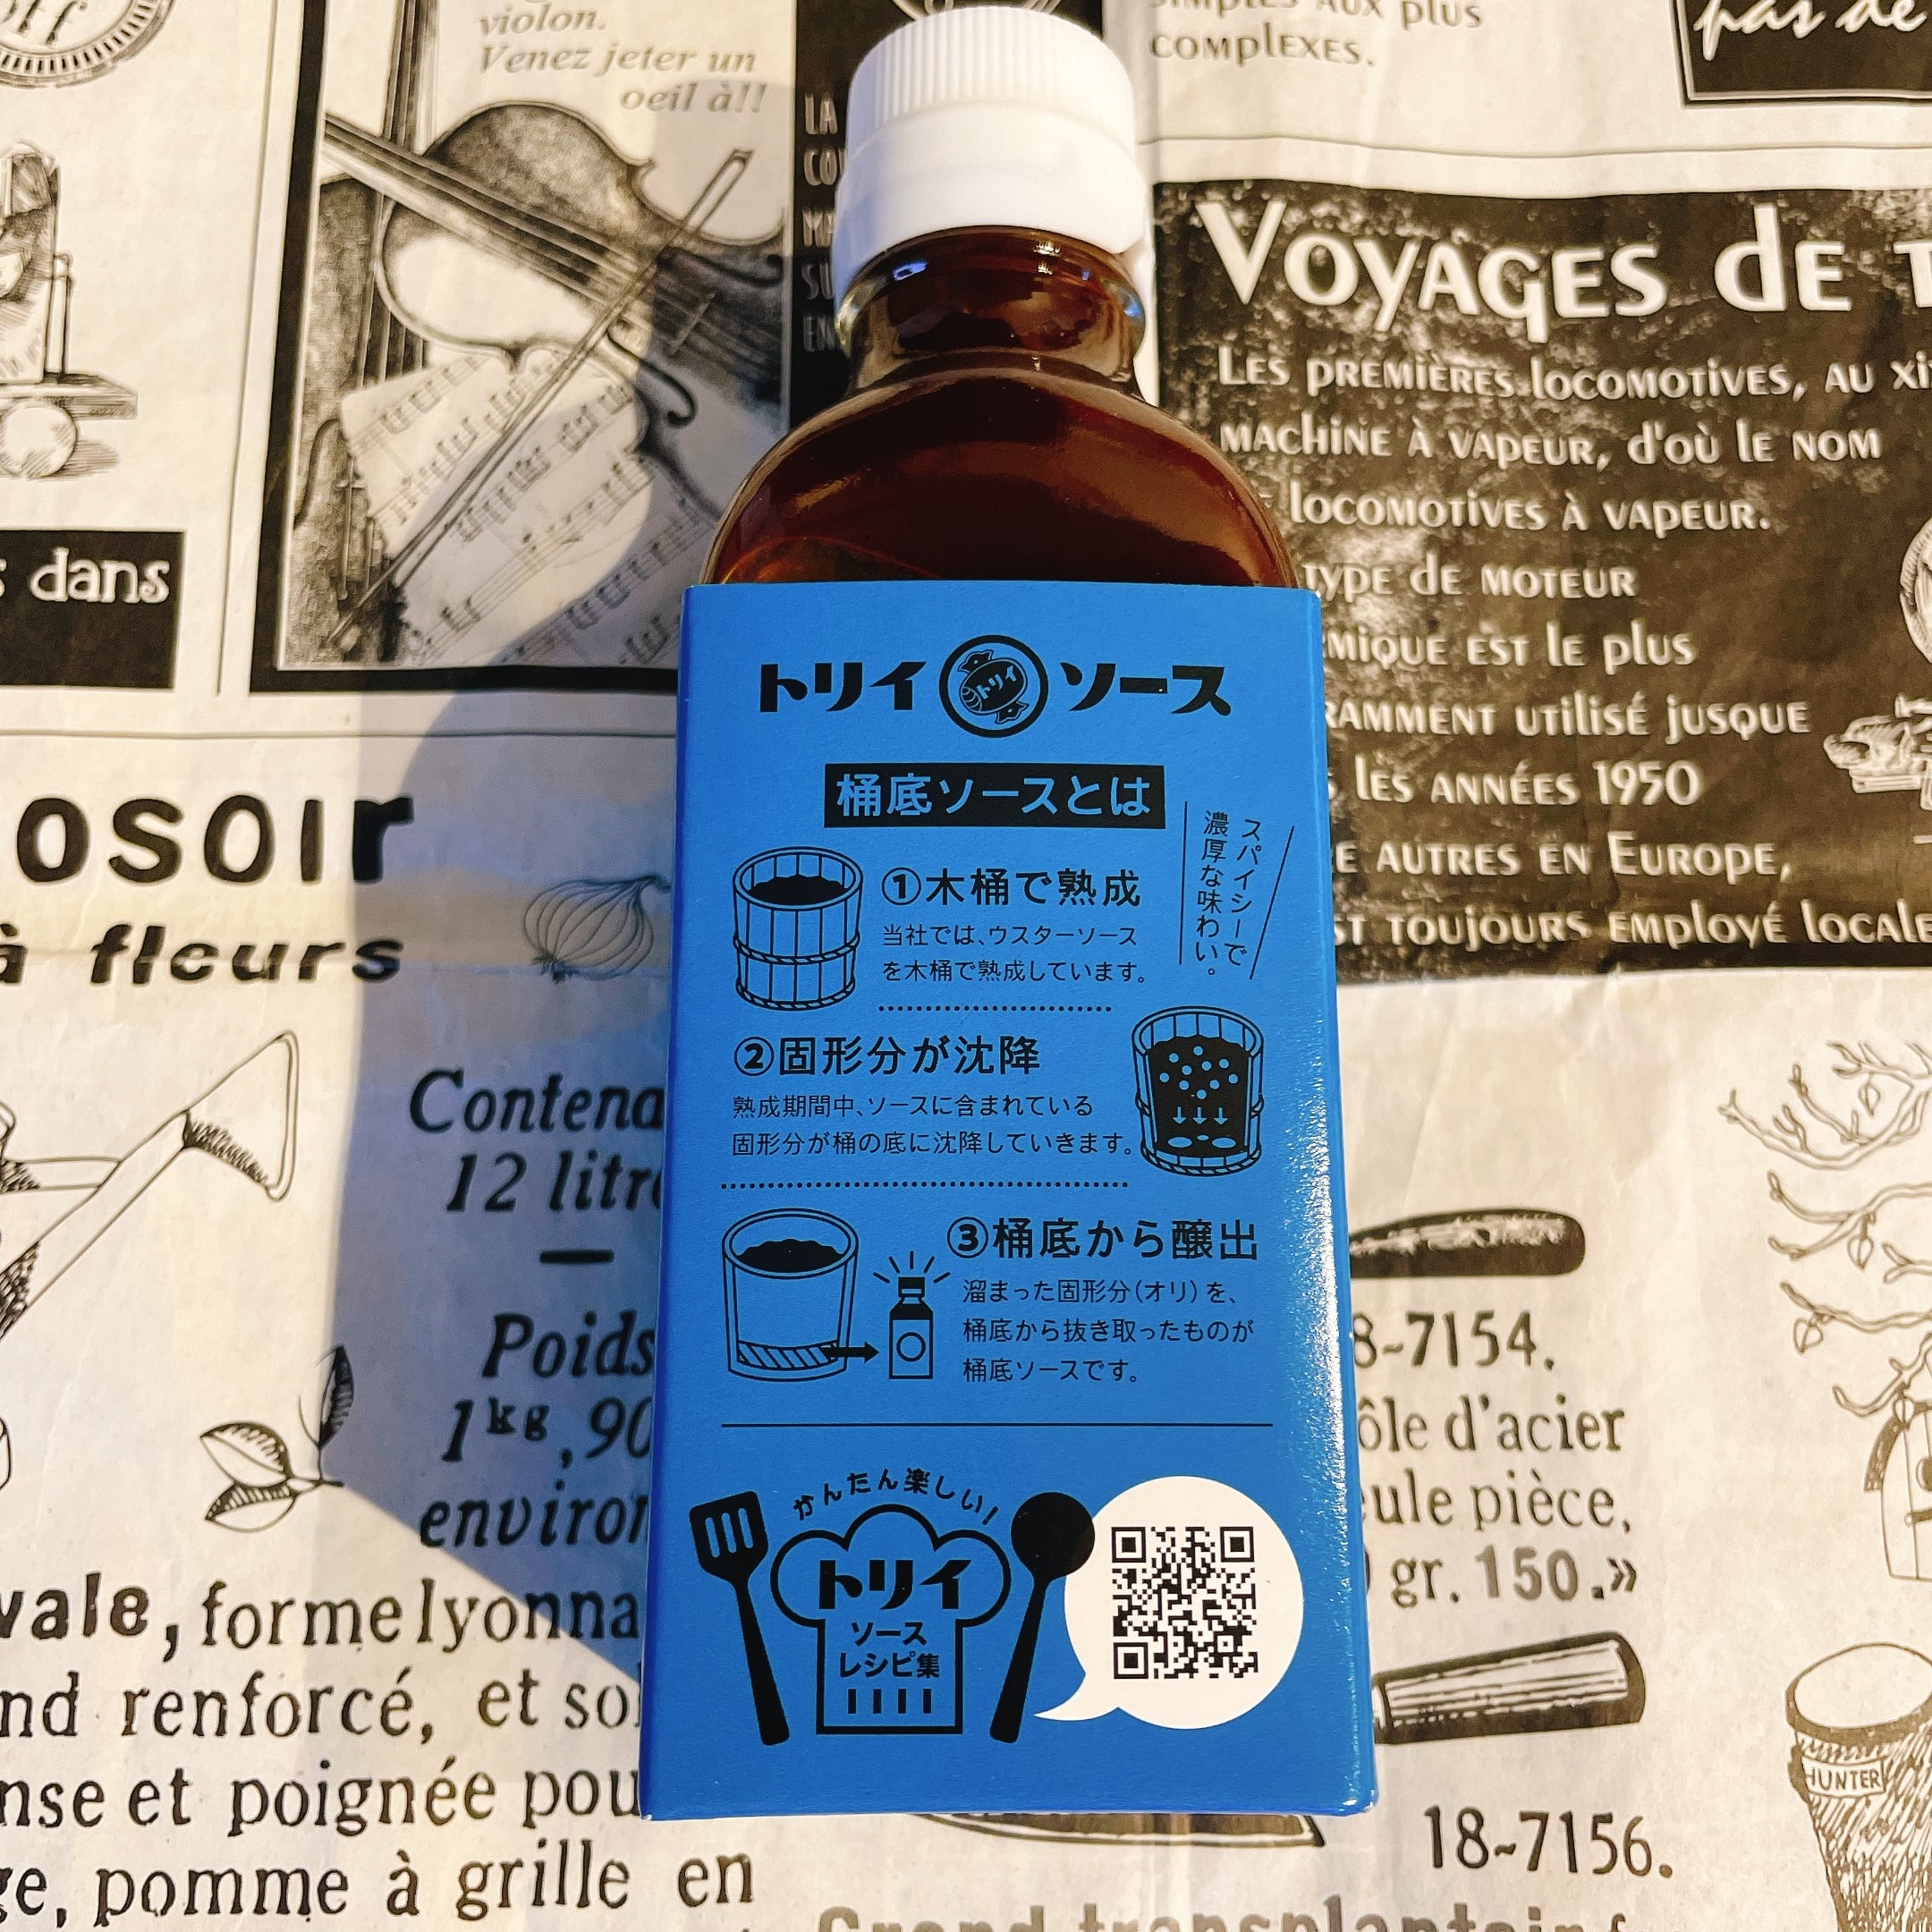 violon.
Venez jeter un
oeil à!!
COMPLEXES.
pas de
LA
VOYAGES DE
LES PREMIÈRES LOCOMOTIVES, AU
MACHINE À VAPEUR, d'OÙ LE NOM
LOCOMOTIVES À VAPEUR.
TYPE DE MOTEUR
MIQUE EST LE PLUS
RAMMENT UTILISÉ JUSQUE
LES ANNÉES 1950
E AUTRES EN EUROPE,
ST TOUJOURS EMPLOYÉ LOCALE
dans
osoir
à fleurs
Contena
12 litre
Poids
1kg,90
environ
vale, forme lyonna
nd renforcé, et so
nse et poignée pou
ge, pomme à grille en
トリイ トリイ ソース
桶底ソースとは
スパイシーで
濃厚な味わい。
①木桶で熟成
当社では、ウスターソース
を木桶で熟成しています。
②固形分が沈降
熟成期間中、ソースに含まれている
固形分が桶の底に沈降していきます。
③桶底から醸出
溜まった固形分(オリ)を、
桶底から抜き取ったものが
桶底ソースです。
かんたん楽しい!
トリイ
ソース
レシピ集
8-7154.
ôle d'acier
eule pièce,
gr. 150.»
HUNTER
18-7156.
Grand transplantoir